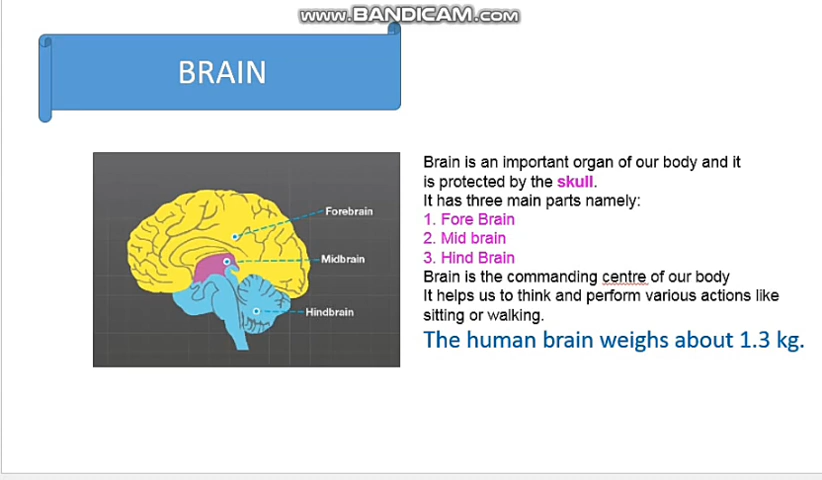 www.BANDICAM.com
BRAIN
Forebrain
Midbrain
Hindbrain
Brain is an important organ of our body and it
is protected by the skull.
It has three main parts namely:
1. Fore Brain
2. Mid brain
3. Hind Brain
Brain is the commanding centre of our body
It helps us to think and perform various actions like
sitting or walking.
The human brain weighs about 1.3 kg.